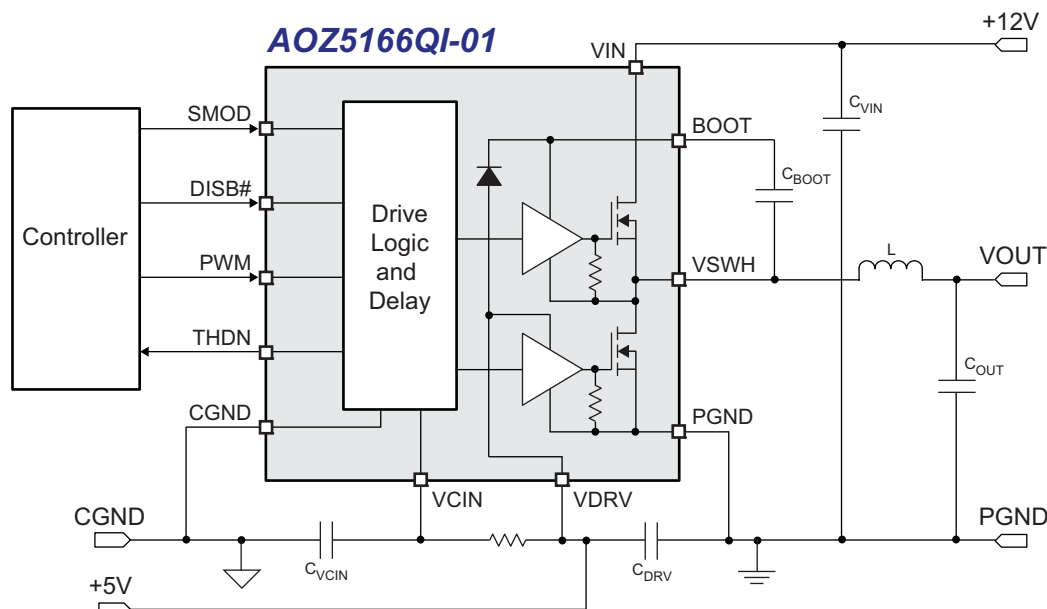 +12V
AOZ5166QI-01
VIN
CVIN
SMOD
BOOT
CBOOT
DISB#
Controller
Drive
Logic
and
Delay
PWM
VSWH
L
VOUT
THDN
COUT
CGND
PGND
VCIN
VDRV
CGND
PGND
CVCIN
CDRV
+5V